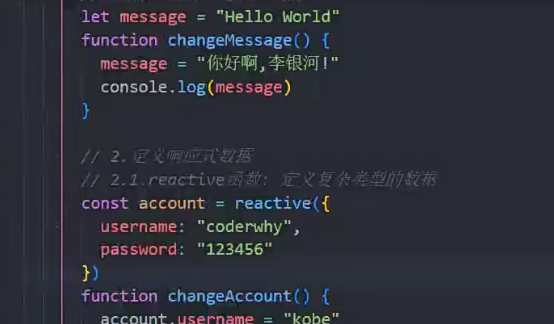 let message = "Hello World"
function changeMessage() {
message = "你好啊,李银河!"
console.log(message)
}
// 2.定义响应式数据
// 2.1.reactive函数: 定义复杂类型的数据
const account = reactive({
username: "coderwhy",
password: "123456"
})
function changeAccount() {
account.username = "kobe"